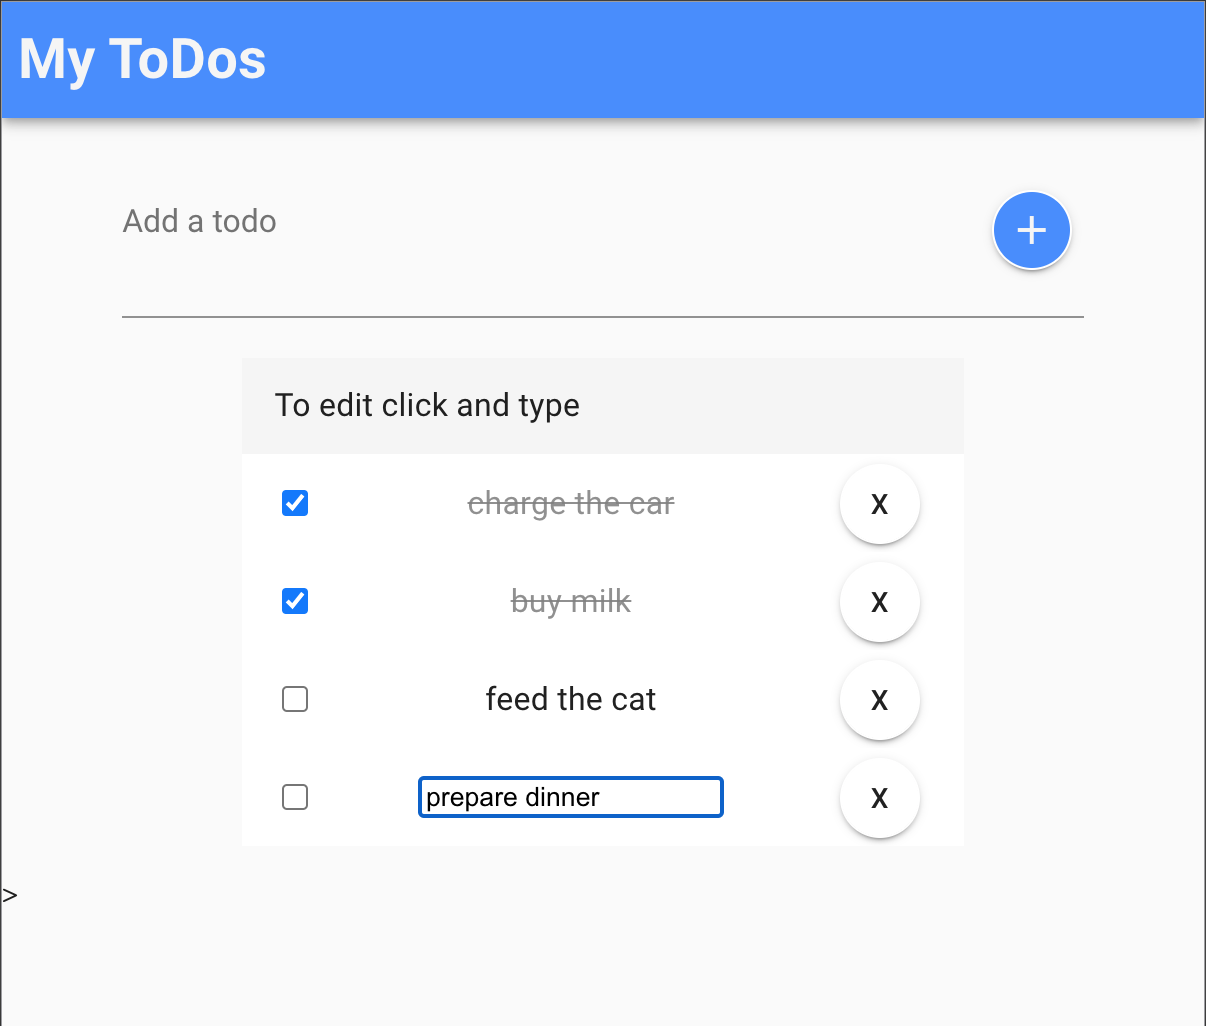 My ToDos
Add a todo
+
To edit click and type
charge the car X
buy milk X
feed the cat X
prepare dinner X
>